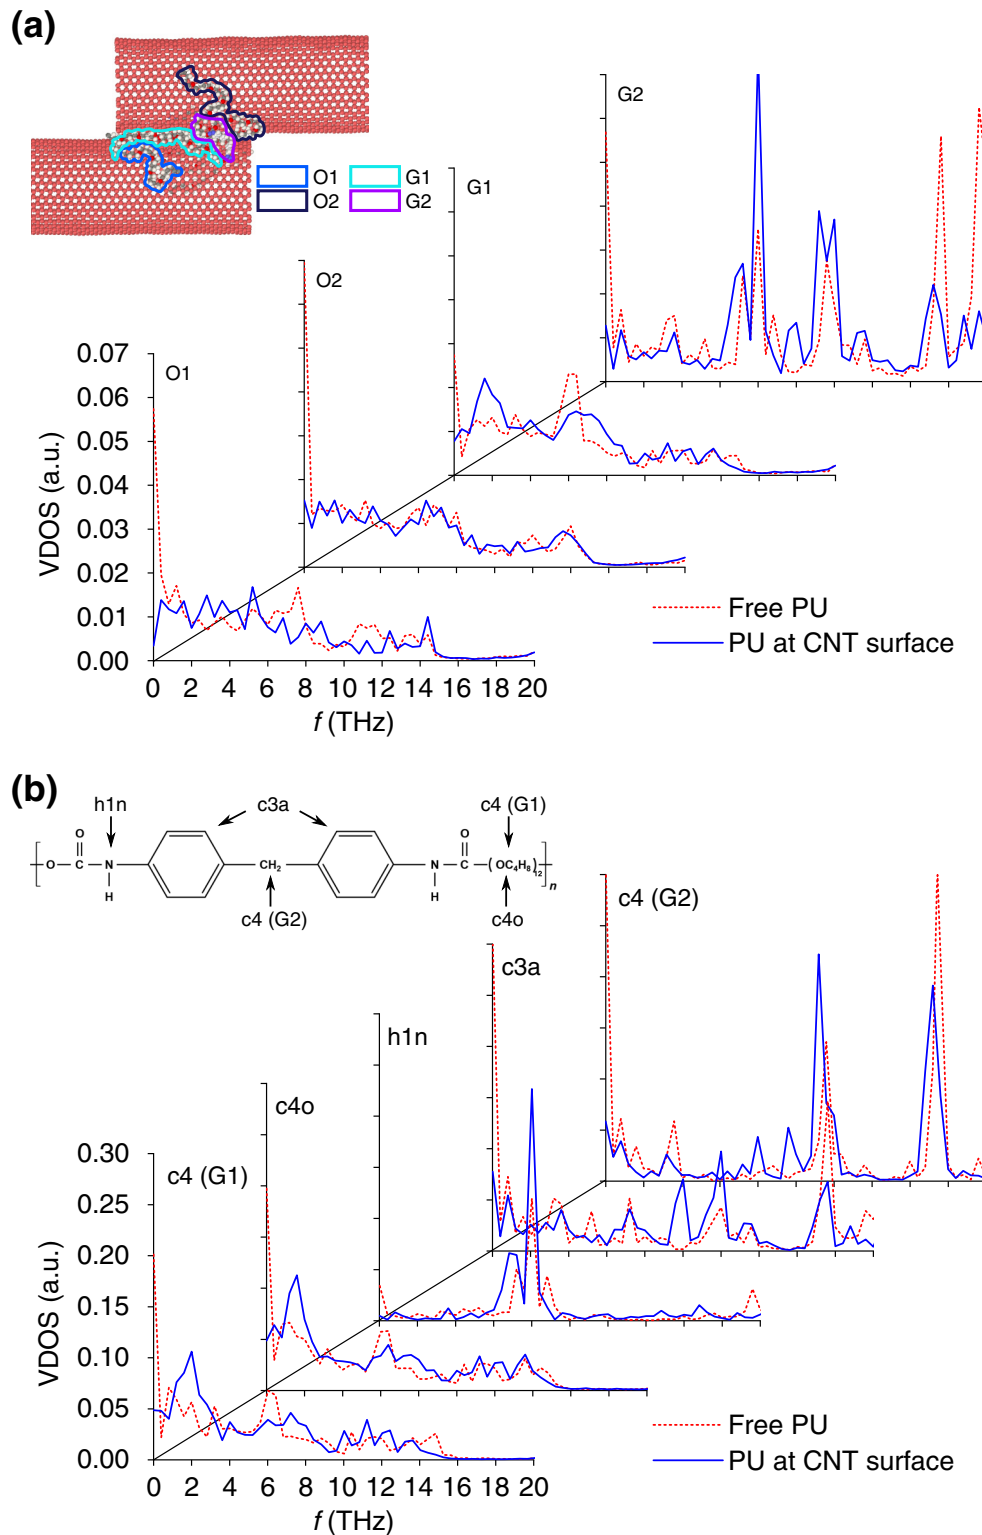 (a)
G2
G1
O1 G1
O2 G2
O2
0.07
O1
0.06
0.05
0.04
0.03
0.02
0.01
0.00
VDOS (a.u.)
0 2 4 6 8 10 12 14 16 18 20
f (THz)
Free PU
PU at CNT surface
(b)
h1n c3a c4 (G1)
O O
O C N CH₂ N C (OC₄H₈)₁₂ n
H H
c4 (G2) c4o
c4 (G2)
c3a
h1n
c4o
c4 (G1)
0.30
0.25
0.20
0.15
0.10
0.05
0.00
VDOS (a.u.)
0 2 4 6 8 10 12 14 16 18 20
f (THz)
Free PU
PU at CNT surface